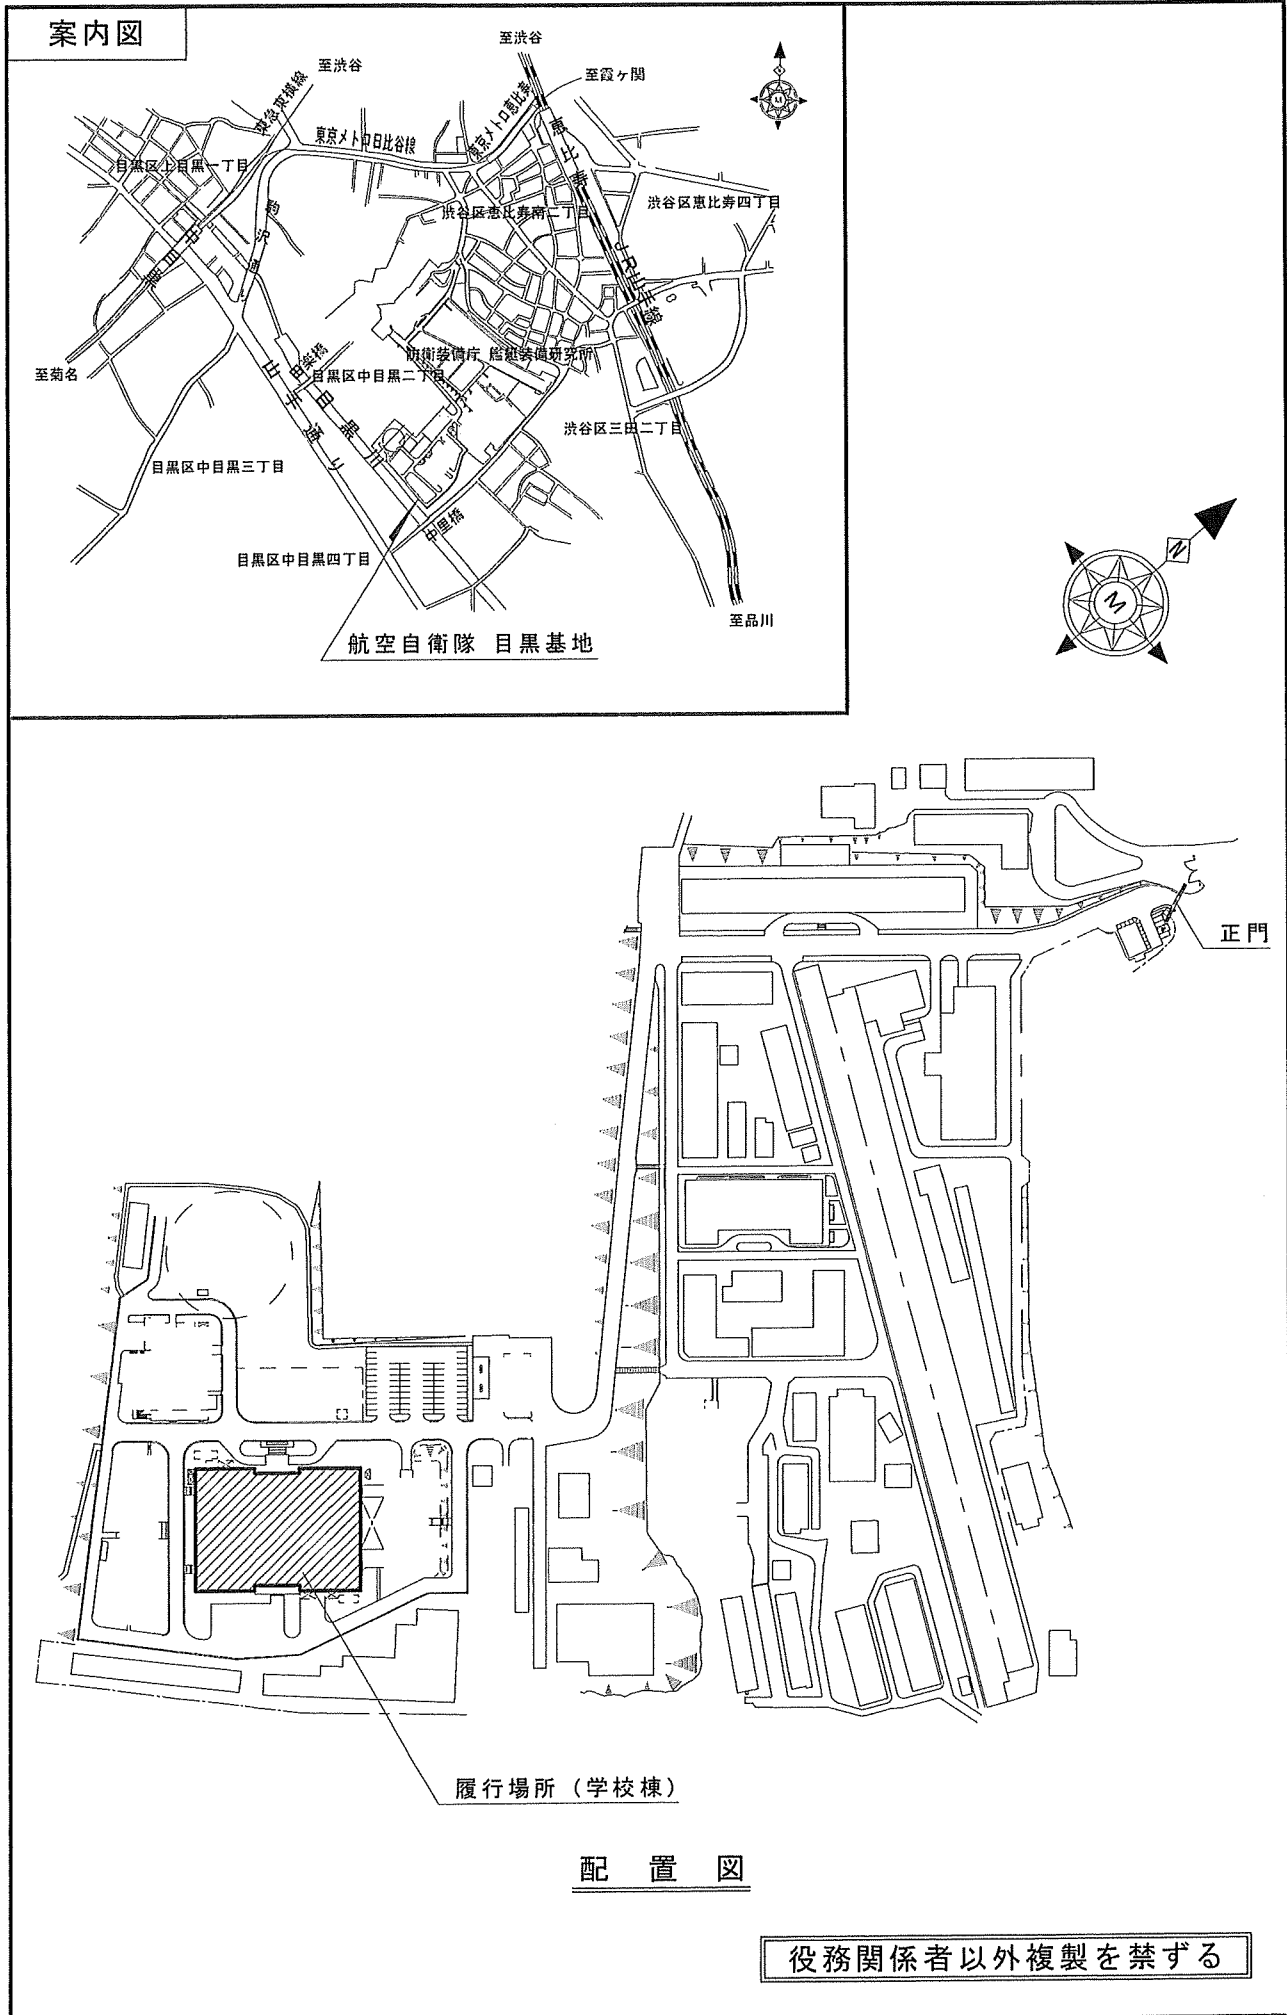 案内図
至渋谷
至渋谷
至霞ヶ関
東急東横線
東京メトロ日比谷線
東京メトロ恵比寿
恵比寿
目黒区上目黒一丁目
駒沢通
渋谷区恵比寿南二丁目
渋谷区恵比寿四丁目
中目黒
JR山手線
防衛装備庁 艦艇装備研究所
至菊名
田楽橋
目黒区中目黒二丁目
山手通り
目黒川
渋谷区三田二丁目
目黒区中目黒三丁目
中里橋
目黒区中目黒四丁目
至品川
航空自衛隊 目黒基地
N
M
正門
履行場所（学校棟）
配置図
役務関係者以外複製を禁ずる